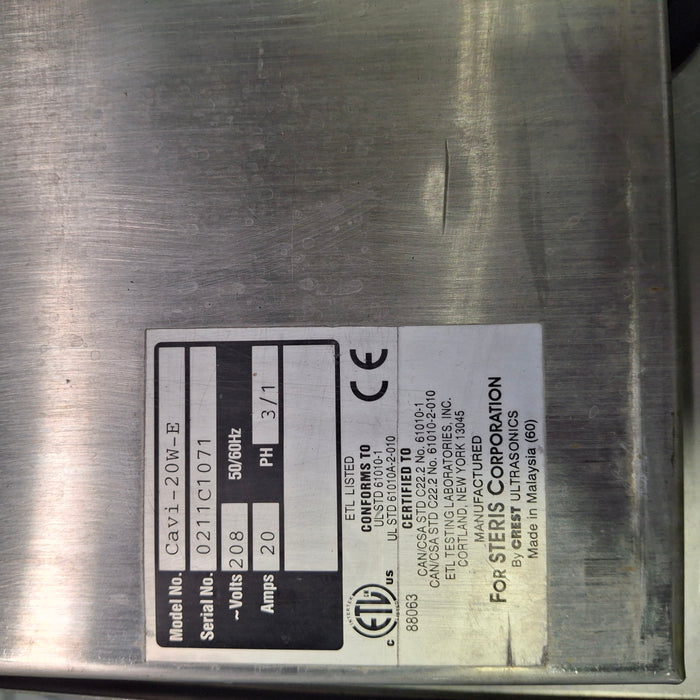 Model No. Cavi-20W-E
Serial No. 0211C1071
~Volts 208 50/60Hz
Amps 20 PH 3/1
ETL LISTED
CONFORMS TO
UL STD 61010-1
UL STD 61010A-2-010
CE
INTERTEK
C ETL US
88063
CERTIFIED TO
CAN/CSA STD C22.2 No. 61010-1
CAN/CSA STD C22.2 No. 61010-2-010
ETL TESTING LABORATORIES, INC.
CORTLAND, NEW YORK 13045
MANUFACTURED
FOR STERIS CORPORATION
BY CREST ULTRASONICS
Made In Malaysia (60)